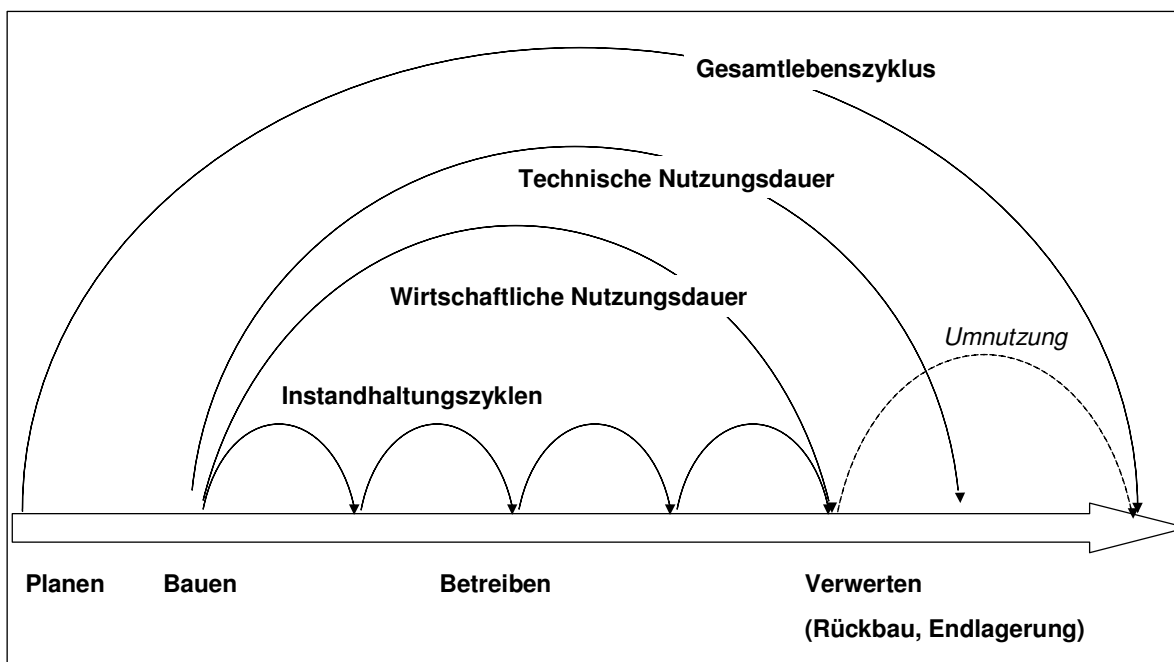 Gesamtlebenszyklus
Technische Nutzungsdauer
Wirtschaftliche Nutzungsdauer
Umnutzung
Instandhaltungszyklen
Planen Bauen Betreiben Verwerten
(Rückbau, Endlagerung)